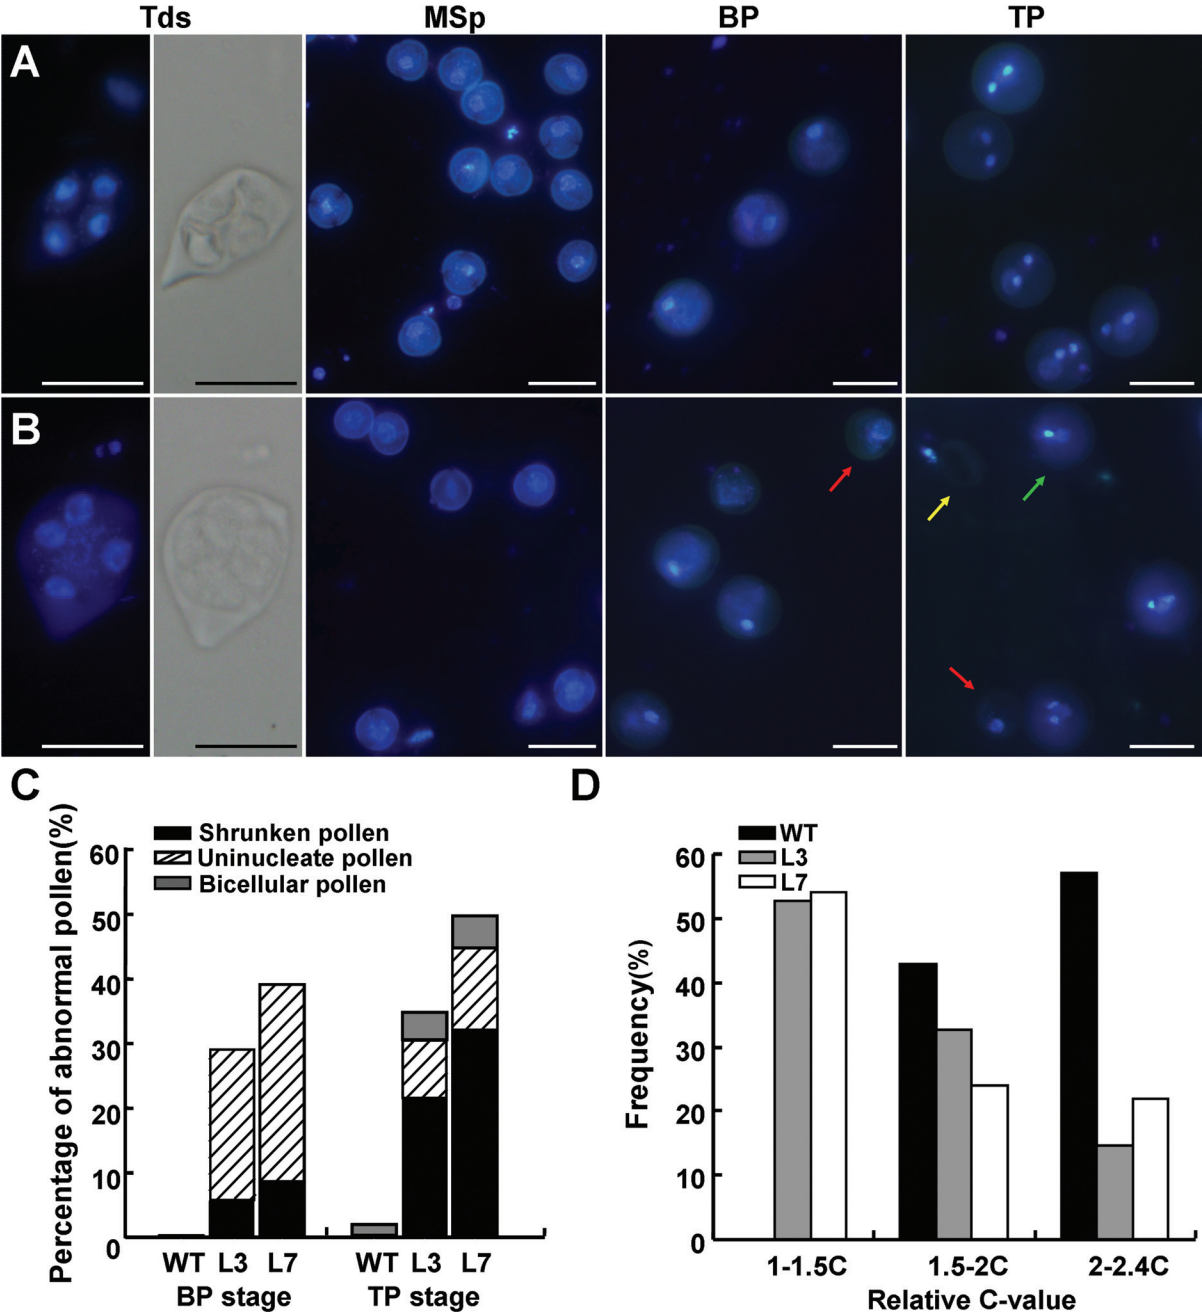 Tds MSp BP TP
A
B
C
Percentage of abnormal pollen(%)
Shrunken pollen
Uninucleate pollen
Bicellular pollen
60
50
40
30
20
10
0
WT L3 L7 WT L3 L7
BP stage TP stage
D
Frequency(%)
WT
L3
L7
60
50
40
30
20
10
0
1-1.5C 1.5-2C 2-2.4C
Relative C-value